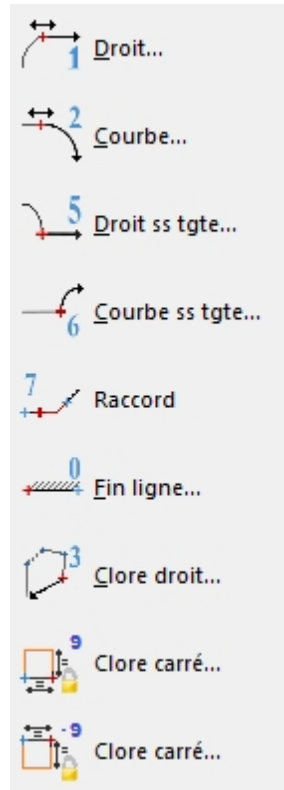 1 Droit...
2 Courbe...
5 Droit ss tgte...
6 Courbe ss tgte...
7 Raccord
0 Fin ligne...
3 Clore droit...
9 Clore carré...
-9 Clore carré...